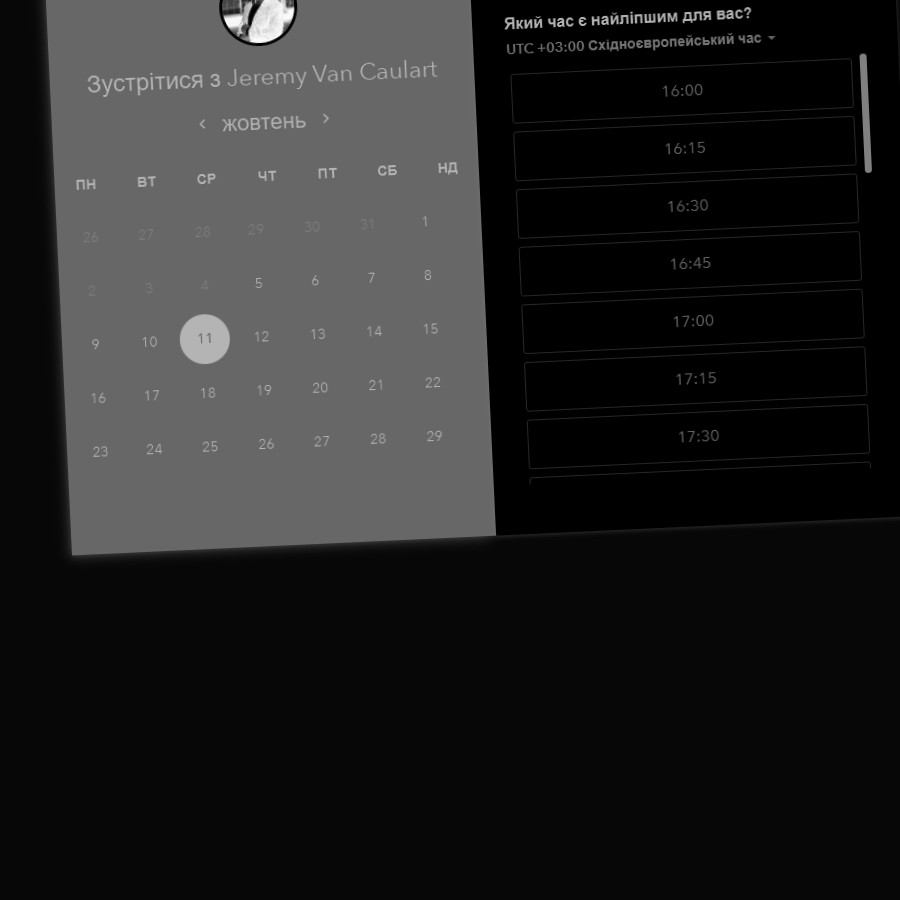 Зустрітися з Jeremy Van Caulart
< жовтень >
ПН ВТ СР ЧТ ПТ СБ НД
26 27 28 29 30 31 1
2 3 4 5 6 7 8
9 10 11 12 13 14 15
16 17 18 19 20 21 22
23 24 25 26 27 28 29
Який час є найліпшим для вас?
UTC +03:00 Східноєвропейський час
16:00
16:15
16:30
16:45
17:00
17:15
17:30